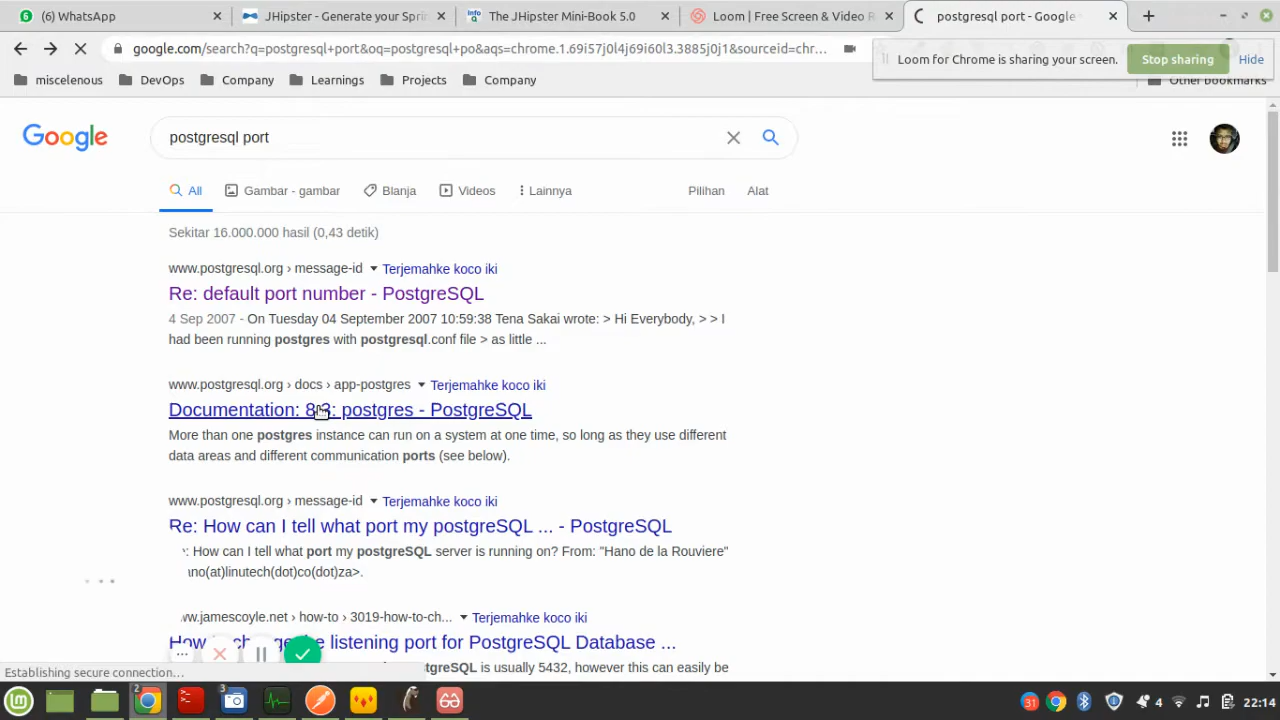 (6) WhatsApp
JHipster - Generate your Sprin
The JHipster Mini-Book 5.0
Loom | Free Screen & Video R
postgresql port - Google
google.com/search?q=postgresql+port&oq=postgresql+po&aqs=chrome.1.69i57j0l4j69i60l3.3885j0j1&sourceid=chr...
Loom for Chrome is sharing your screen.
Stop sharing
Hide
miscelenous
DevOps
Company
Learnings
Projects
Company
Other bookmarks
Google
postgresql port
All
Gambar - gambar
Blanja
Videos
Lainnya
Pilihan
Alat
Sekitar 16.000.000 hasil (0,43 detik)
www.postgresql.org › message-id
Terjemahke koco iki
Re: default port number - PostgreSQL
4 Sep 2007 - On Tuesday 04 September 2007 10:59:38 Tena Sakai wrote: > Hi Everybody, > > I
had been running postgres with postgresql.conf file > as little ...
www.postgresql.org › docs › app-postgres
Terjemahke koco iki
Documentation: 8.3: postgres - PostgreSQL
More than one postgres instance can run on a system at one time, so long as they use different
data areas and different communication ports (see below).
www.postgresql.org › message-id
Terjemahke koco iki
Re: How can I tell what port my postgreSQL ... - PostgreSQL
: How can I tell what port my postgreSQL server is running on? From: "Hano de la Rouviere"
no(at)linutech(dot)co(dot)za>.
w.jamescoyle.net › how-to › 3019-how-to-ch...
Terjemahke koco iki
listening port for PostgreSQL Database ...
tgreSQL is usually 5432, however this can easily be
Establishing secure connection...
2
3
31
4
22:14